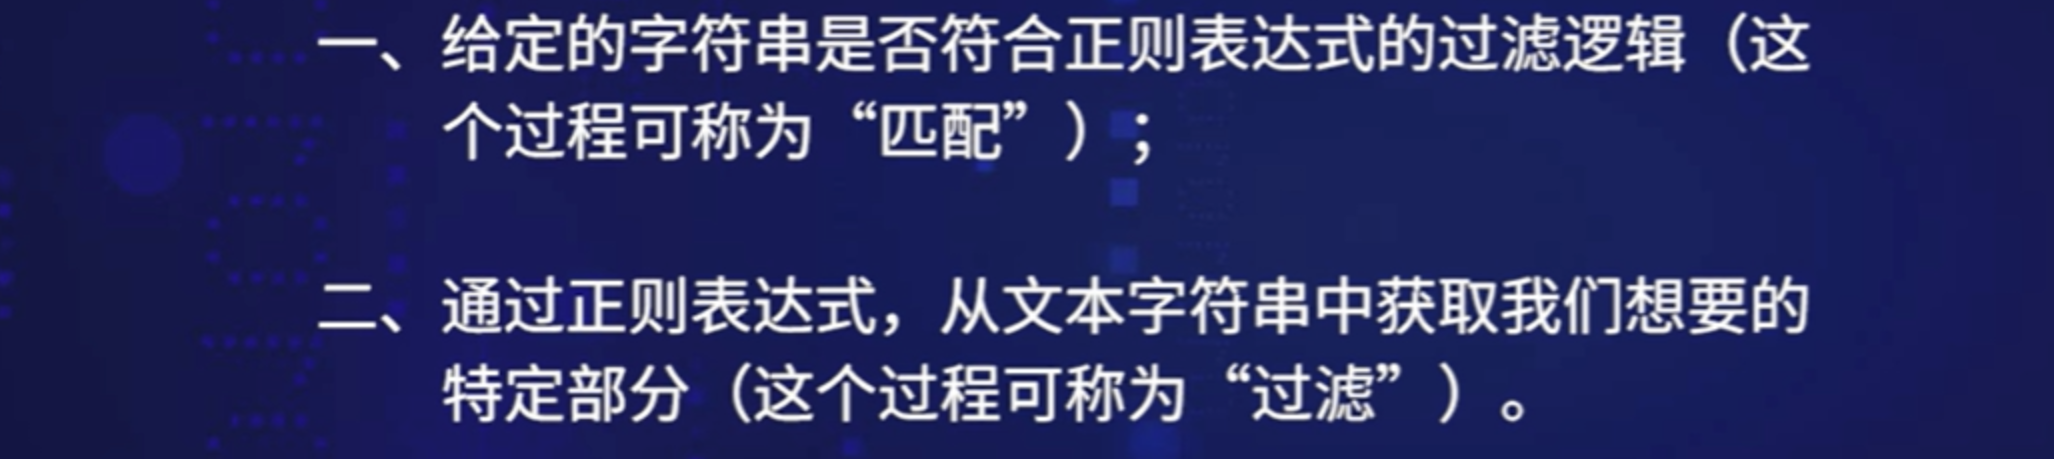 一、给定的字符串是否符合正则表达式的过滤逻辑（这
个过程可称为“匹配”）；
二、通过正则表达式，从文本字符串中获取我们想要的
特定部分（这个过程可称为“过滤”）。